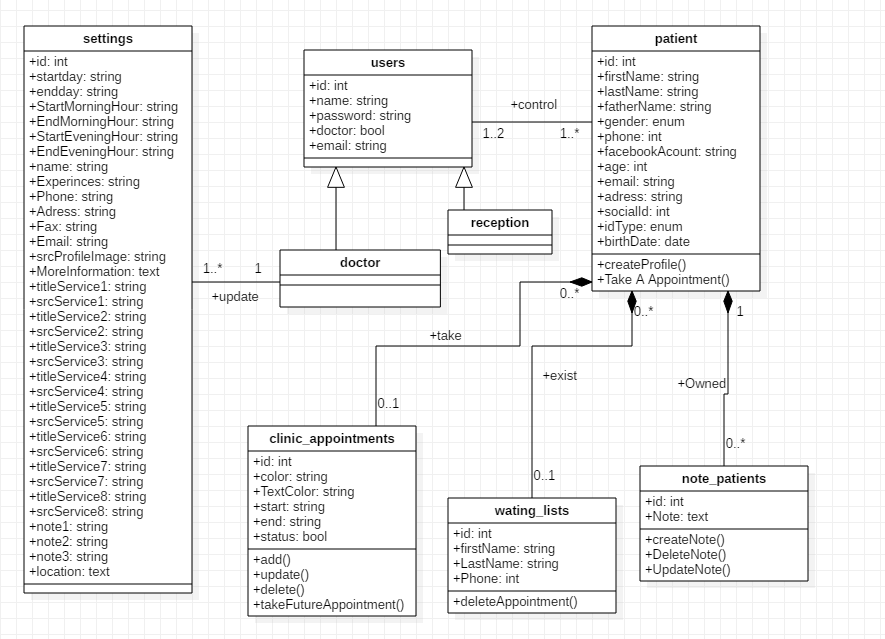 settings
+id: int
+startday: string
+endday: string
+StartMorningHour: string
+EndMorningHour: string
+StartEveningHour: string
+EndEveningHour: string
+name: string
+Experinces: string
+Phone: string
+Adress: string
+Fax: string
+Email: string
+srcProfileImage: string
+MoreInformation: text
+titleService1: string
+srcService1: string
+titleService2: string
+srcService2: string
+titleService3: string
+srcService3: string
+titleService4: string
+srcService4: string
+titleService5: string
+srcService5: string
+titleService6: string
+srcService6: string
+titleService7: string
+srcService7: string
+titleService8: string
+srcService8: string
+note1: string
+note2: string
+note3: string
+location: text
1..*
1
+update
users
+id: int
+name: string
+password: string
+doctor: bool
+email: string
+control
1..2
1..*
doctor
reception
patient
+id: int
+firstName: string
+lastName: string
+fatherName: string
+gender: enum
+phone: int
+facebookAcount: string
+age: int
+email: string
+adress: string
+socialId: int
+idType: enum
+birthDate: date
+createProfile()
+Take A Appointment()
0..*
+take
0..1
0..*
+exist
0..1
1
+Owned
0..*
clinic_appointments
+id: int
+color: string
+TextColor: string
+start: string
+end: string
+status: bool
+add()
+update()
+delete()
+takeFutureAppointment()
wating_lists
+id: int
+firstName: string
+LastName: string
+Phone: int
+deleteAppointment()
note_patients
+id: int
+Note: text
+createNote()
+DeleteNote()
+UpdateNote()